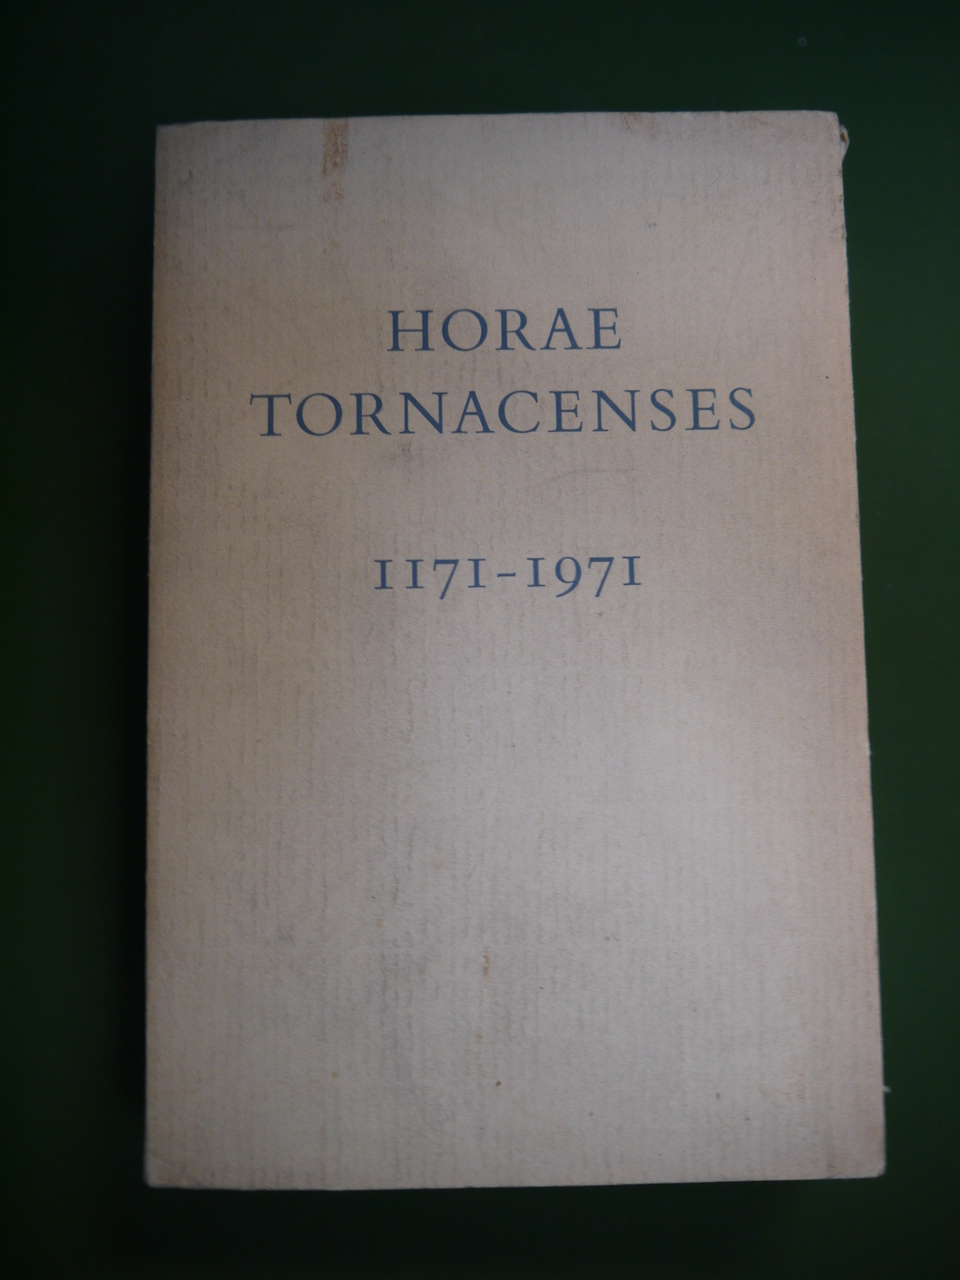 HORAE
TORNACENSES
1171-1971